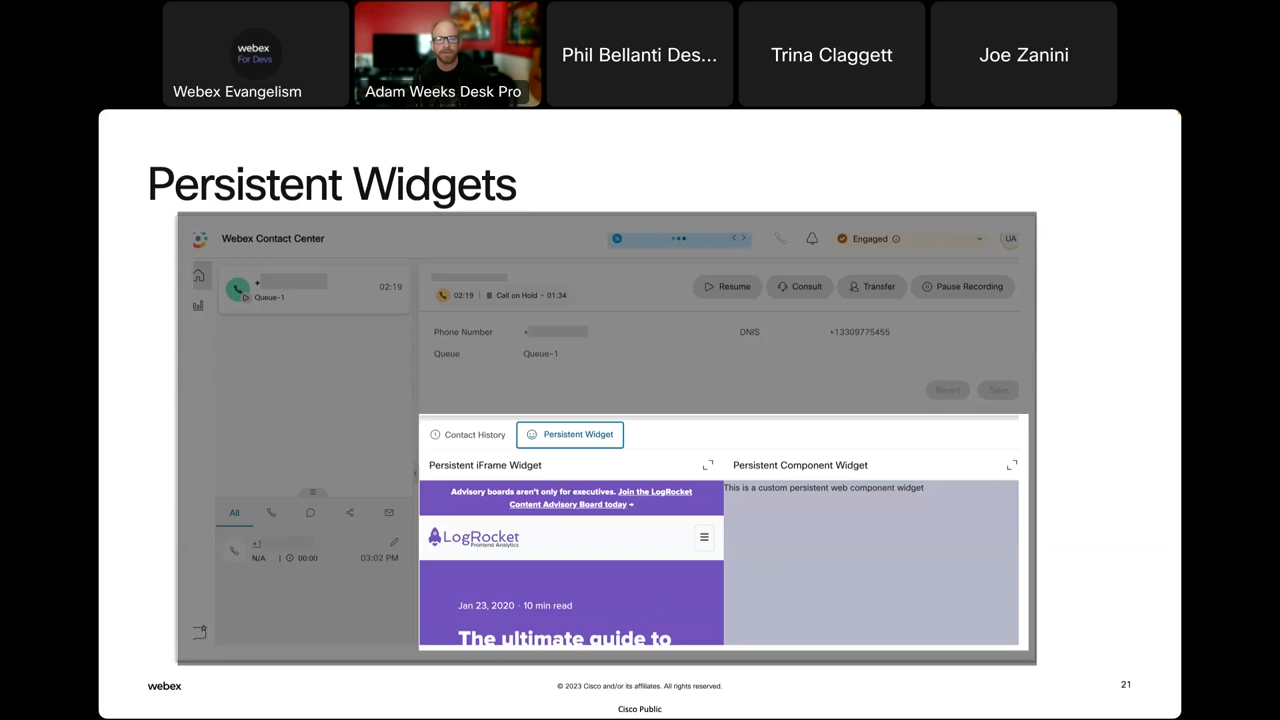 webex
For Devs
Webex Evangelism
Adam Weeks Desk Pro
Phil Bellanti Des...
Trina Claggett
Joe Zanini
Persistent Widgets
Webex Contact Center
Engaged
UA
+
Queue-1
02:19
02:19 | Call on Hold - 01:34
Resume
Consult
Transfer
Pause Recording
Phone Number
+
DNIS
+13309775455
Queue
Queue-1
Revert
Save
Contact History
Persistent Widget
Persistent iFrame Widget
Persistent Component Widget
Advisory boards aren't only for executives. Join the LogRocket
Content Advisory Board today →
This is a custom persistent web component widget
LogRocket
Frontend Analytics
Jan 23, 2020 · 10 min read
The ultimate guide to
All
+1
N/A | 00:00
03:02 PM
webex
© 2023 Cisco and/or its affiliates. All rights reserved.
21
Cisco Public